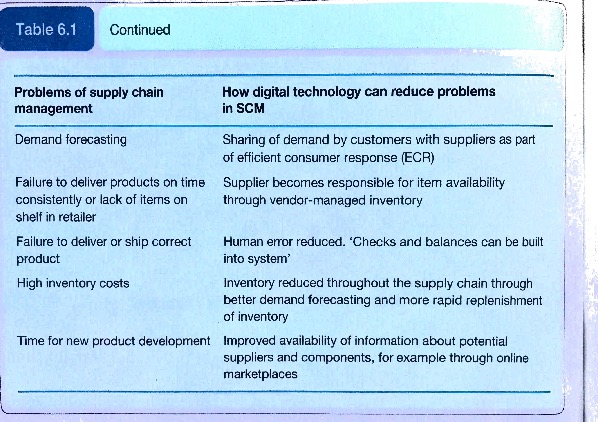 Table 6.1 Continued
Problems of supply chain management
How digital technology can reduce problems in SCM
Demand forecasting
Sharing of demand by customers with suppliers as part
of efficient consumer response (ECR)
Failure to deliver products on time
consistently or lack of items on
shelf in retailer
Supplier becomes responsible for item availability
through vendor-managed inventory
Failure to deliver or ship correct
product
Human error reduced. ‘Checks and balances can be built
into system’
High inventory costs
Inventory reduced throughout the supply chain through
better demand forecasting and more rapid replenishment
of inventory
Time for new product development
Improved availability of information about potential
suppliers and components, for example through online
marketplaces